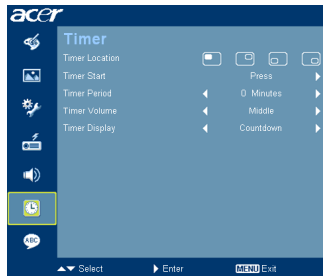 acer
Timer
Timer Location
Timer Start Press
Timer Period 0 Minutes
Timer Volume Middle
Timer Display Countdown
ABC
Select Enter MENU Exit